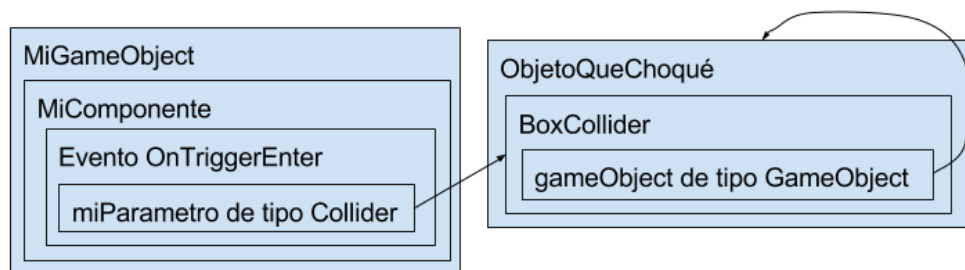 MiGameObject
MiComponente
Evento OnTriggerEnter
miParametro de tipo Collider
ObjetoQueChoqué
BoxCollider
gameObject de tipo GameObject